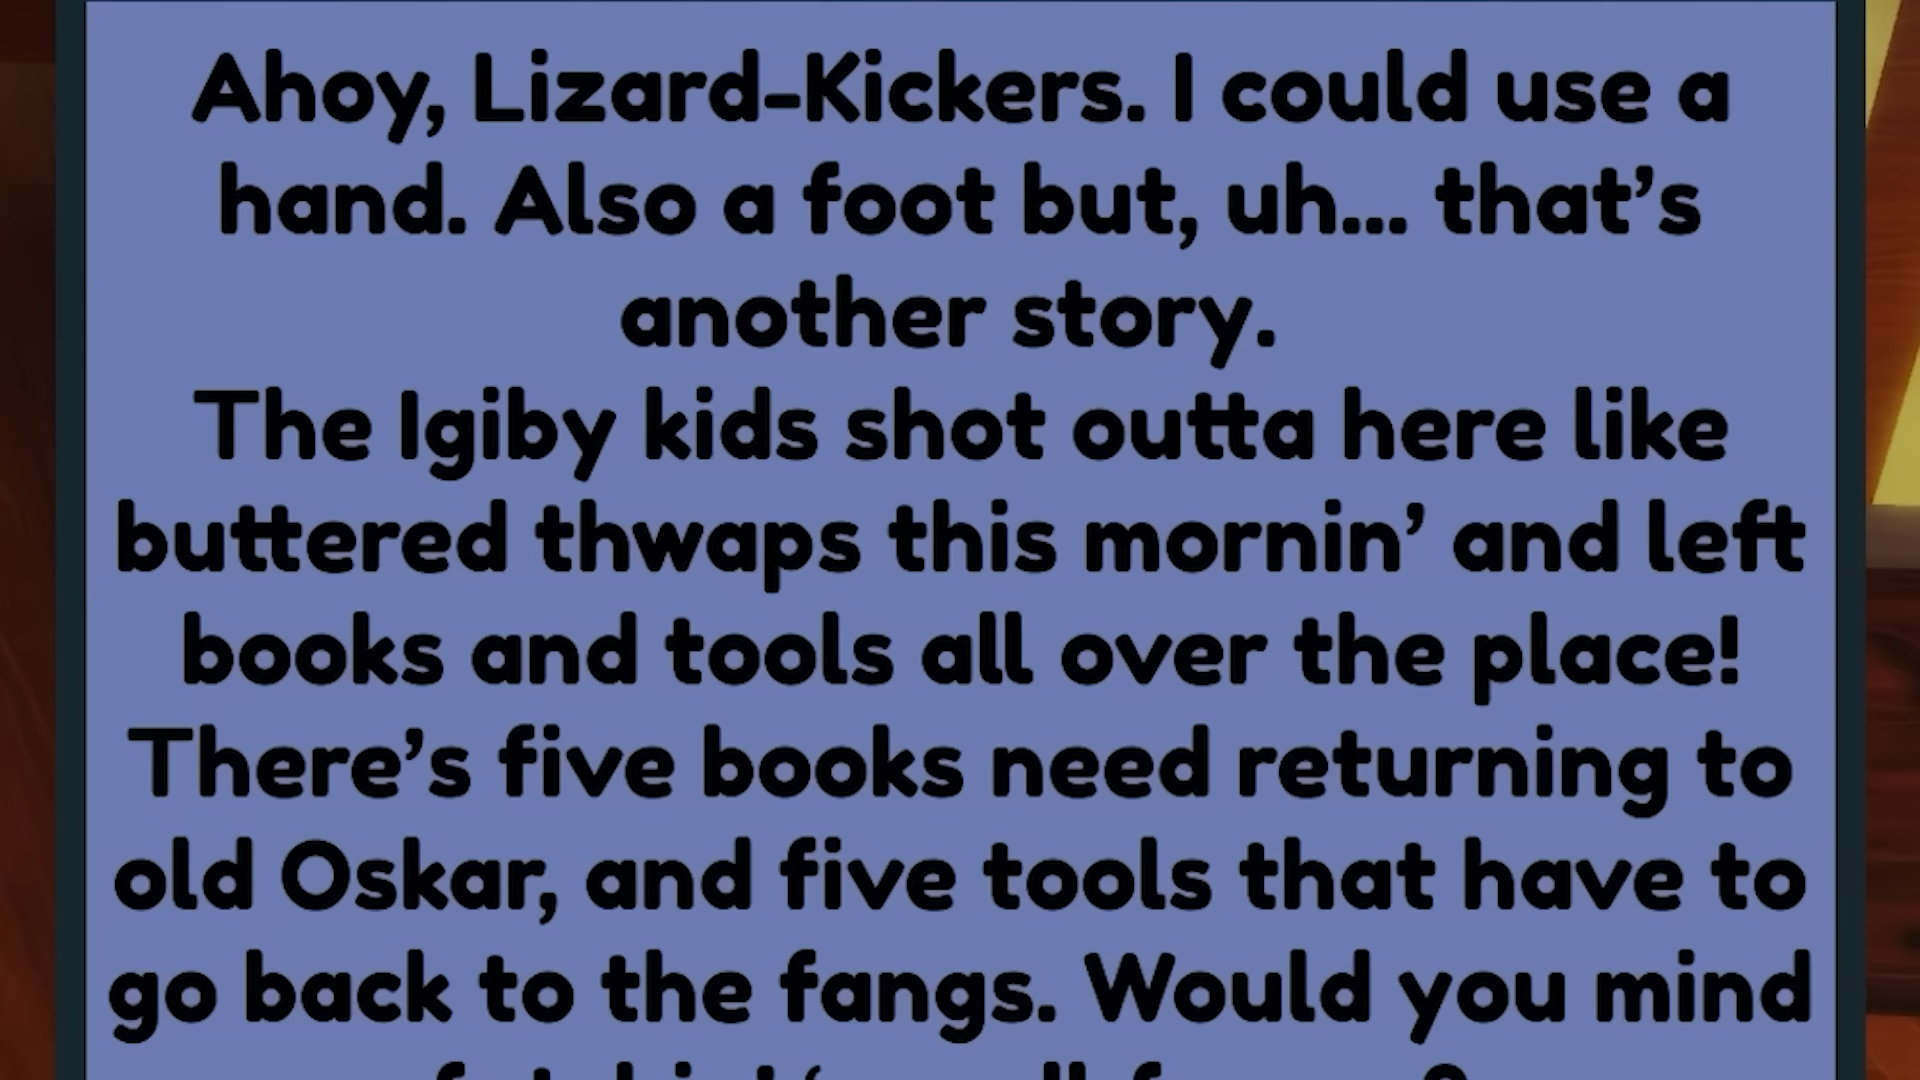 Ahoy, Lizard-Kickers. I could use a
hand. Also a foot but, uh... that’s
another story.
The Igiby kids shot outta here like
buttered thwaps this mornin’ and left
books and tools all over the place!
There’s five books need returning to
old Oskar, and five tools that have to
go back to the fangs. Would you mind